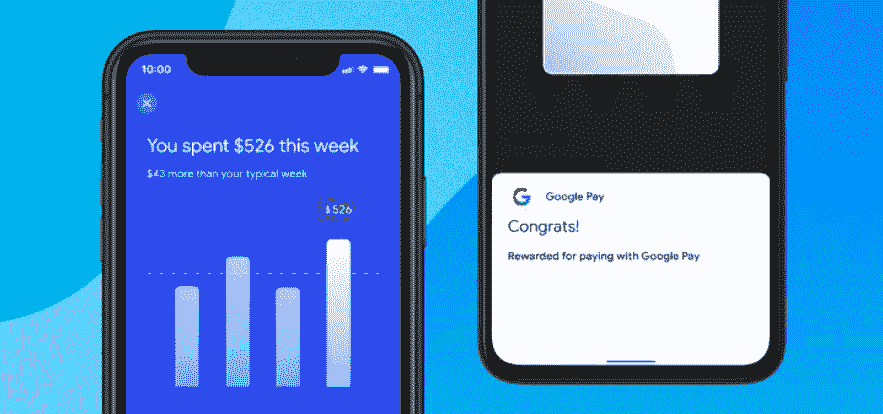 10:00
You spent $526 this week
$43 more than your typical week
$526
Google Pay
Congrats!
Rewarded for paying with Google Pay